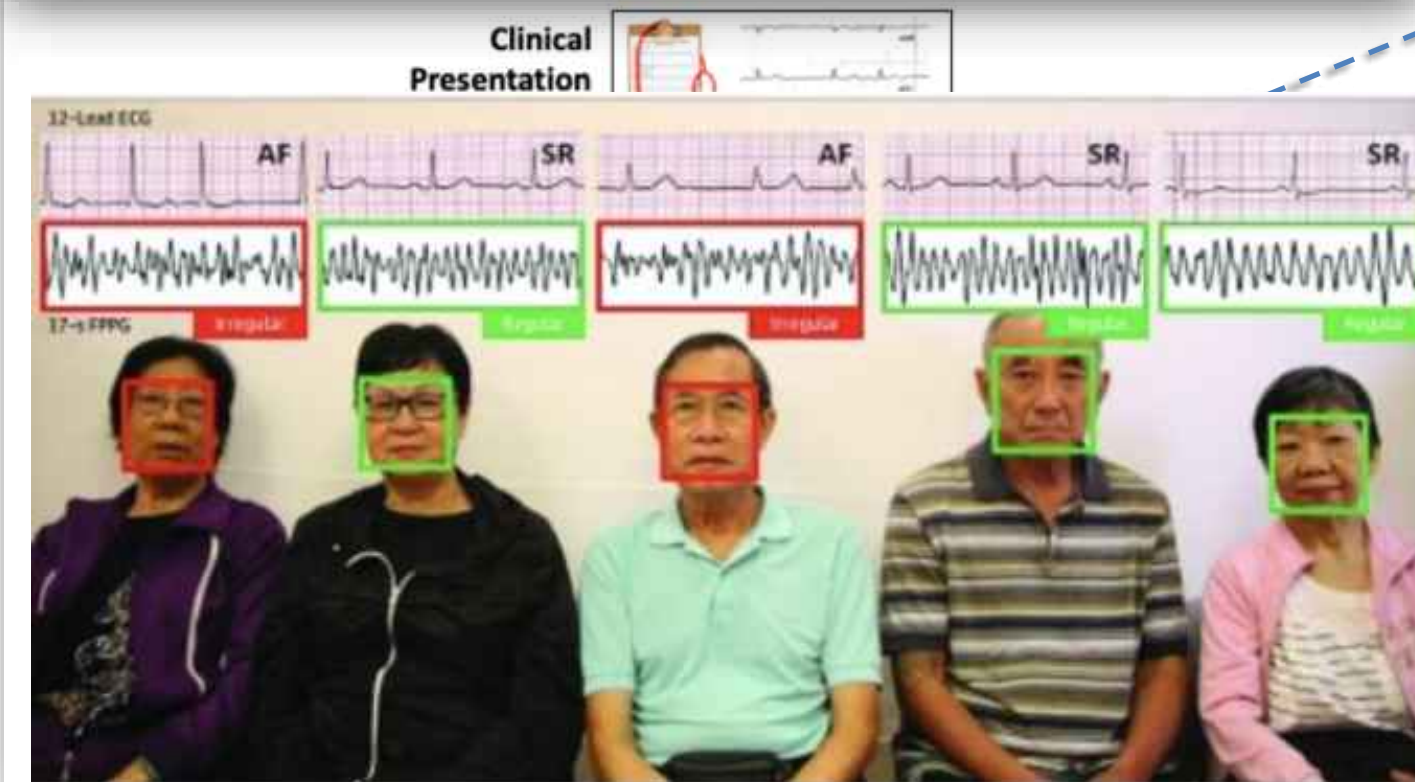 Clinical
Presentation
12-Lead ECG
AF
SR
AF
SR
SR
17-s FPPG
Irregular
Regular
Irregular
Regular
Regular